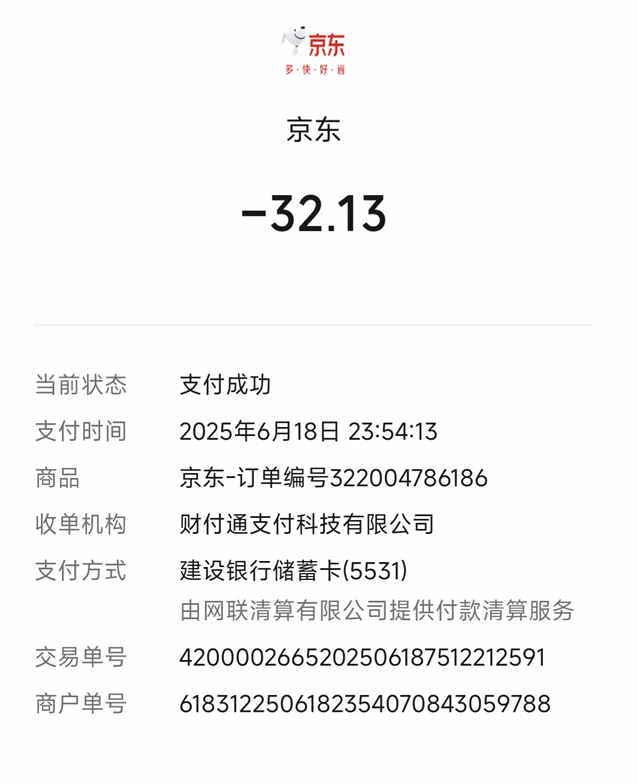 京东
多·快·好·省
京东
-32.13
当前状态 支付成功
支付时间 2025年6月18日 23:54:13
商品 京东-订单编号322004786186
收单机构 财付通支付科技有限公司
支付方式 建设银行储蓄卡(5531)
由网联清算有限公司提供付款清算服务
交易单号 4200002665202506187512212591
商户单号 61831225061823540708430​59788